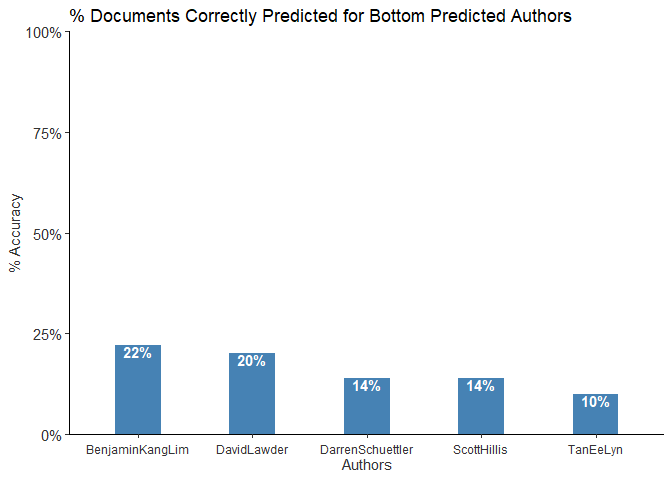 % Documents Correctly Predicted for Bottom Predicted Authors
100%
75%
50%
25%
0%
% Accuracy
22%
20%
14%
14%
10%
BenjaminKangLim
DavidLawder
DarrenSchuettler
ScottHillis
TanEeLyn
Authors